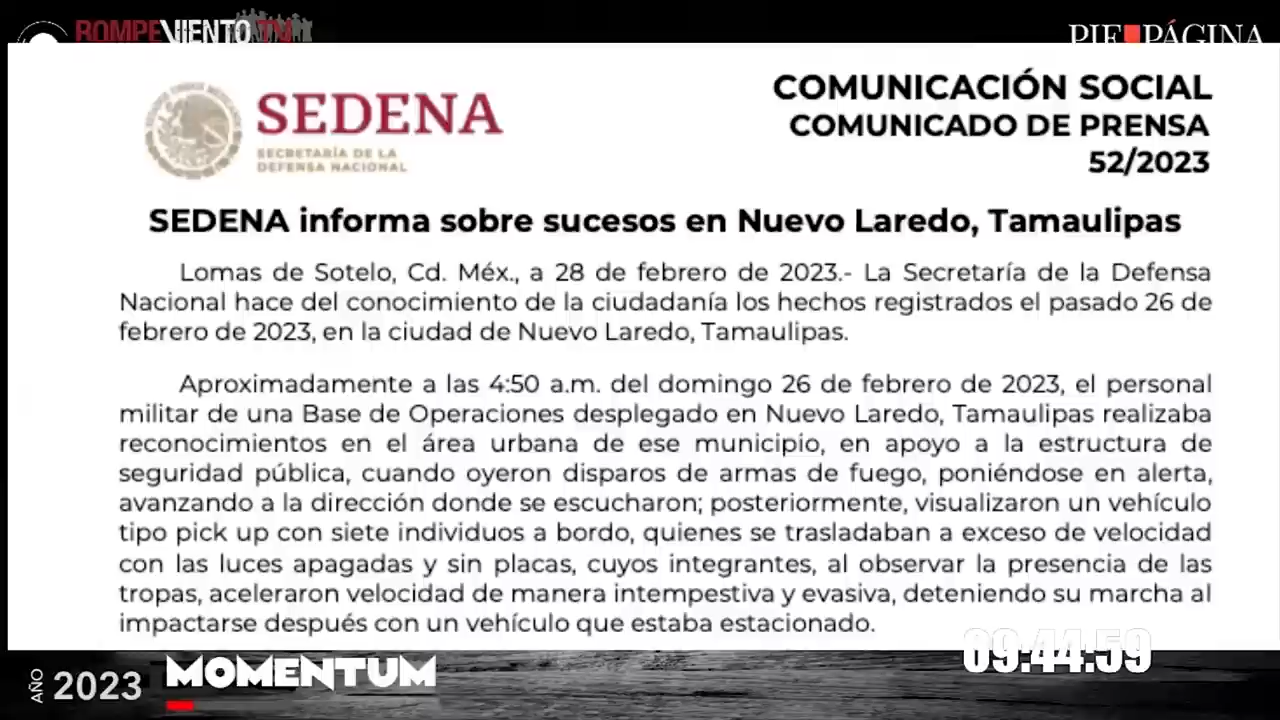 ROMPEVIENTO TV
PIE PÁGINA
SEDENA
SECRETARÍA DE LA
DEFENSA NACIONAL
COMUNICACIÓN SOCIAL
COMUNICADO DE PRENSA
52/2023
SEDENA informa sobre sucesos en Nuevo Laredo, Tamaulipas
Lomas de Sotelo, Cd. Méx., a 28 de febrero de 2023.- La Secretaría de la Defensa
Nacional hace del conocimiento de la ciudadanía los hechos registrados el pasado 26 de
febrero de 2023, en la ciudad de Nuevo Laredo, Tamaulipas.
Aproximadamente a las 4:50 a.m. del domingo 26 de febrero de 2023, el personal
militar de una Base de Operaciones desplegado en Nuevo Laredo, Tamaulipas realizaba
reconocimientos en el área urbana de ese municipio, en apoyo a la estructura de
seguridad pública, cuando oyeron disparos de armas de fuego, poniéndose en alerta,
avanzando a la dirección donde se escucharon; posteriormente, visualizaron un vehículo
tipo pick up con siete individuos a bordo, quienes se trasladaban a exceso de velocidad
con las luces apagadas y sin placas, cuyos integrantes, al observar la presencia de las
tropas, aceleraron velocidad de manera intempestiva y evasiva, deteniendo su marcha al
impactarse después con un vehículo que estaba estacionado.
AÑO 2023 MOMENTUM
09:44:59